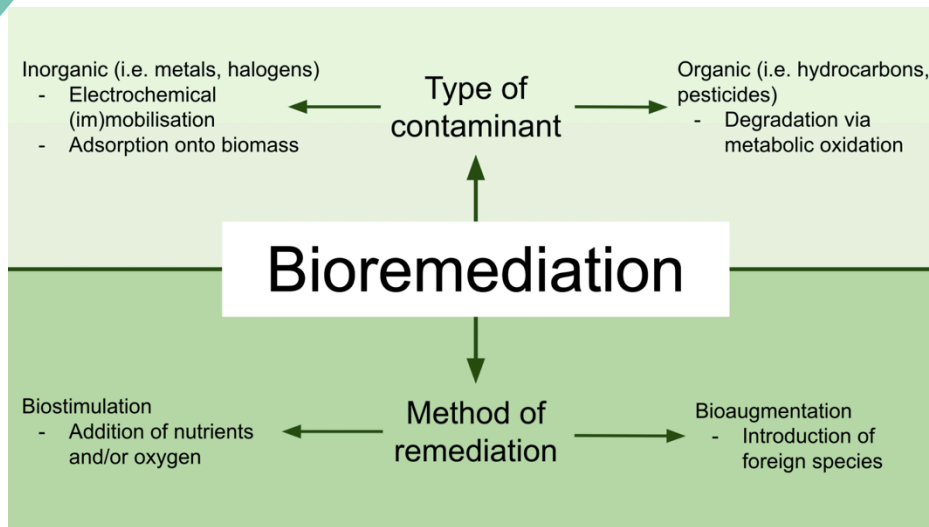 Inorganic (i.e. metals, halogens)
- Electrochemical
(im)mobilisation
- Adsorption onto biomass
Type of
contaminant
Organic (i.e. hydrocarbons,
pesticides)
- Degradation via
metabolic oxidation
Bioremediation
Biostimulation
- Addition of nutrients
and/or oxygen
Method of
remediation
Bioaugmentation
- Introduction of
foreign species